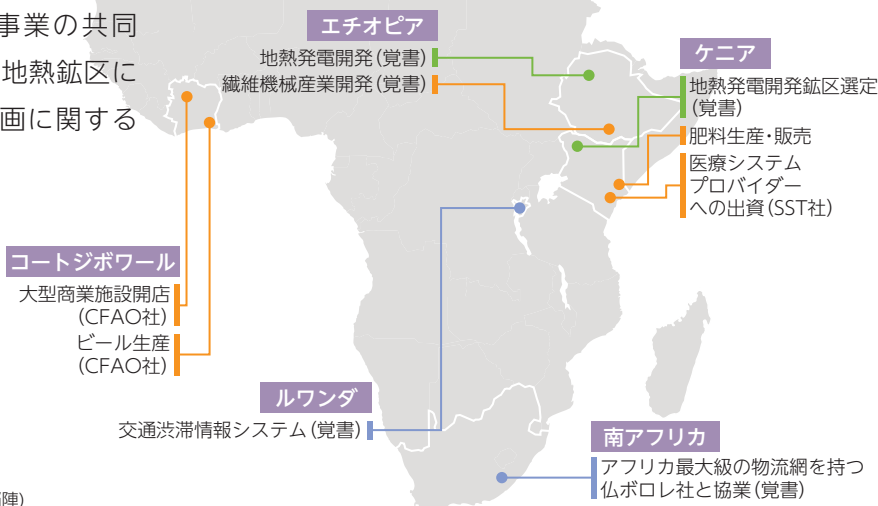 事業の共同
地熱鉱区に
画に関する
エチオピア
地熱発電開発(覚書)
繊維機械産業開発(覚書)
ケニア
地熱発電開発鉱区選定
(覚書)
肥料生産・販売
医療システム
プロバイダー
への出資(SST社)
コートジボワール
大型商業施設開店
(CFAO社)
ビール生産
(CFAO社)
ルワンダ
交通渋滞情報システム(覚書)
南アフリカ
アフリカ最大級の物流網を持つ
仏ボロレ社と協業(覚書)
陣)